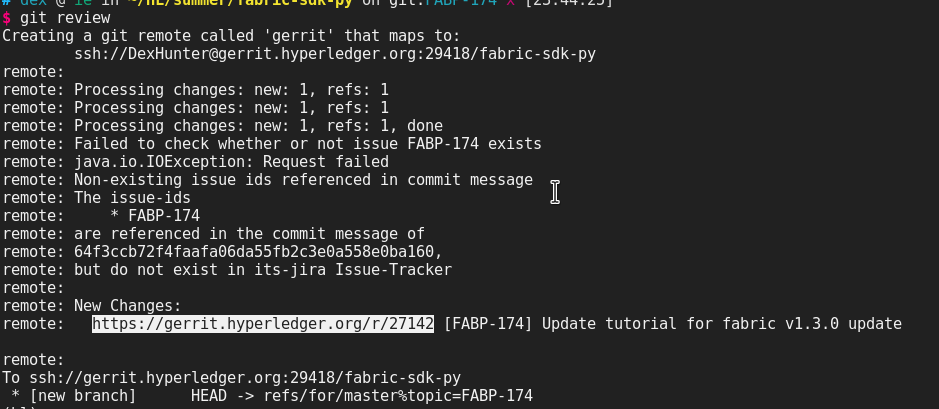 # dex @ ie in ~/HL/summer/fabric-sdk-py on git:FABP-174 x [23:44:25]
$ git review
Creating a git remote called 'gerrit' that maps to:
        ssh://DexHunter@gerrit.hyperledger.org:29418/fabric-sdk-py
remote:
remote: Processing changes: new: 1, refs: 1
remote: Processing changes: new: 1, refs: 1
remote: Processing changes: new: 1, refs: 1, done
remote: Failed to check whether or not issue FABP-174 exists
remote: java.io.IOException: Request failed
remote: Non-existing issue ids referenced in commit message
remote: The issue-ids
remote:     * FABP-174
remote: are referenced in the commit message of
remote: 64f3ccb72f4faafa06da55fb2c3e0a558e0ba160,
remote: but do not exist in its-jira Issue-Tracker
remote:
remote: New Changes:
remote:   https://gerrit.hyperledger.org/r/27142 [FABP-174] Update tutorial for fabric v1.3.0 update
remote:
To ssh://gerrit.hyperledger.org:29418/fabric-sdk-py
 * [new branch]      HEAD -> refs/for/master%topic=FABP-174